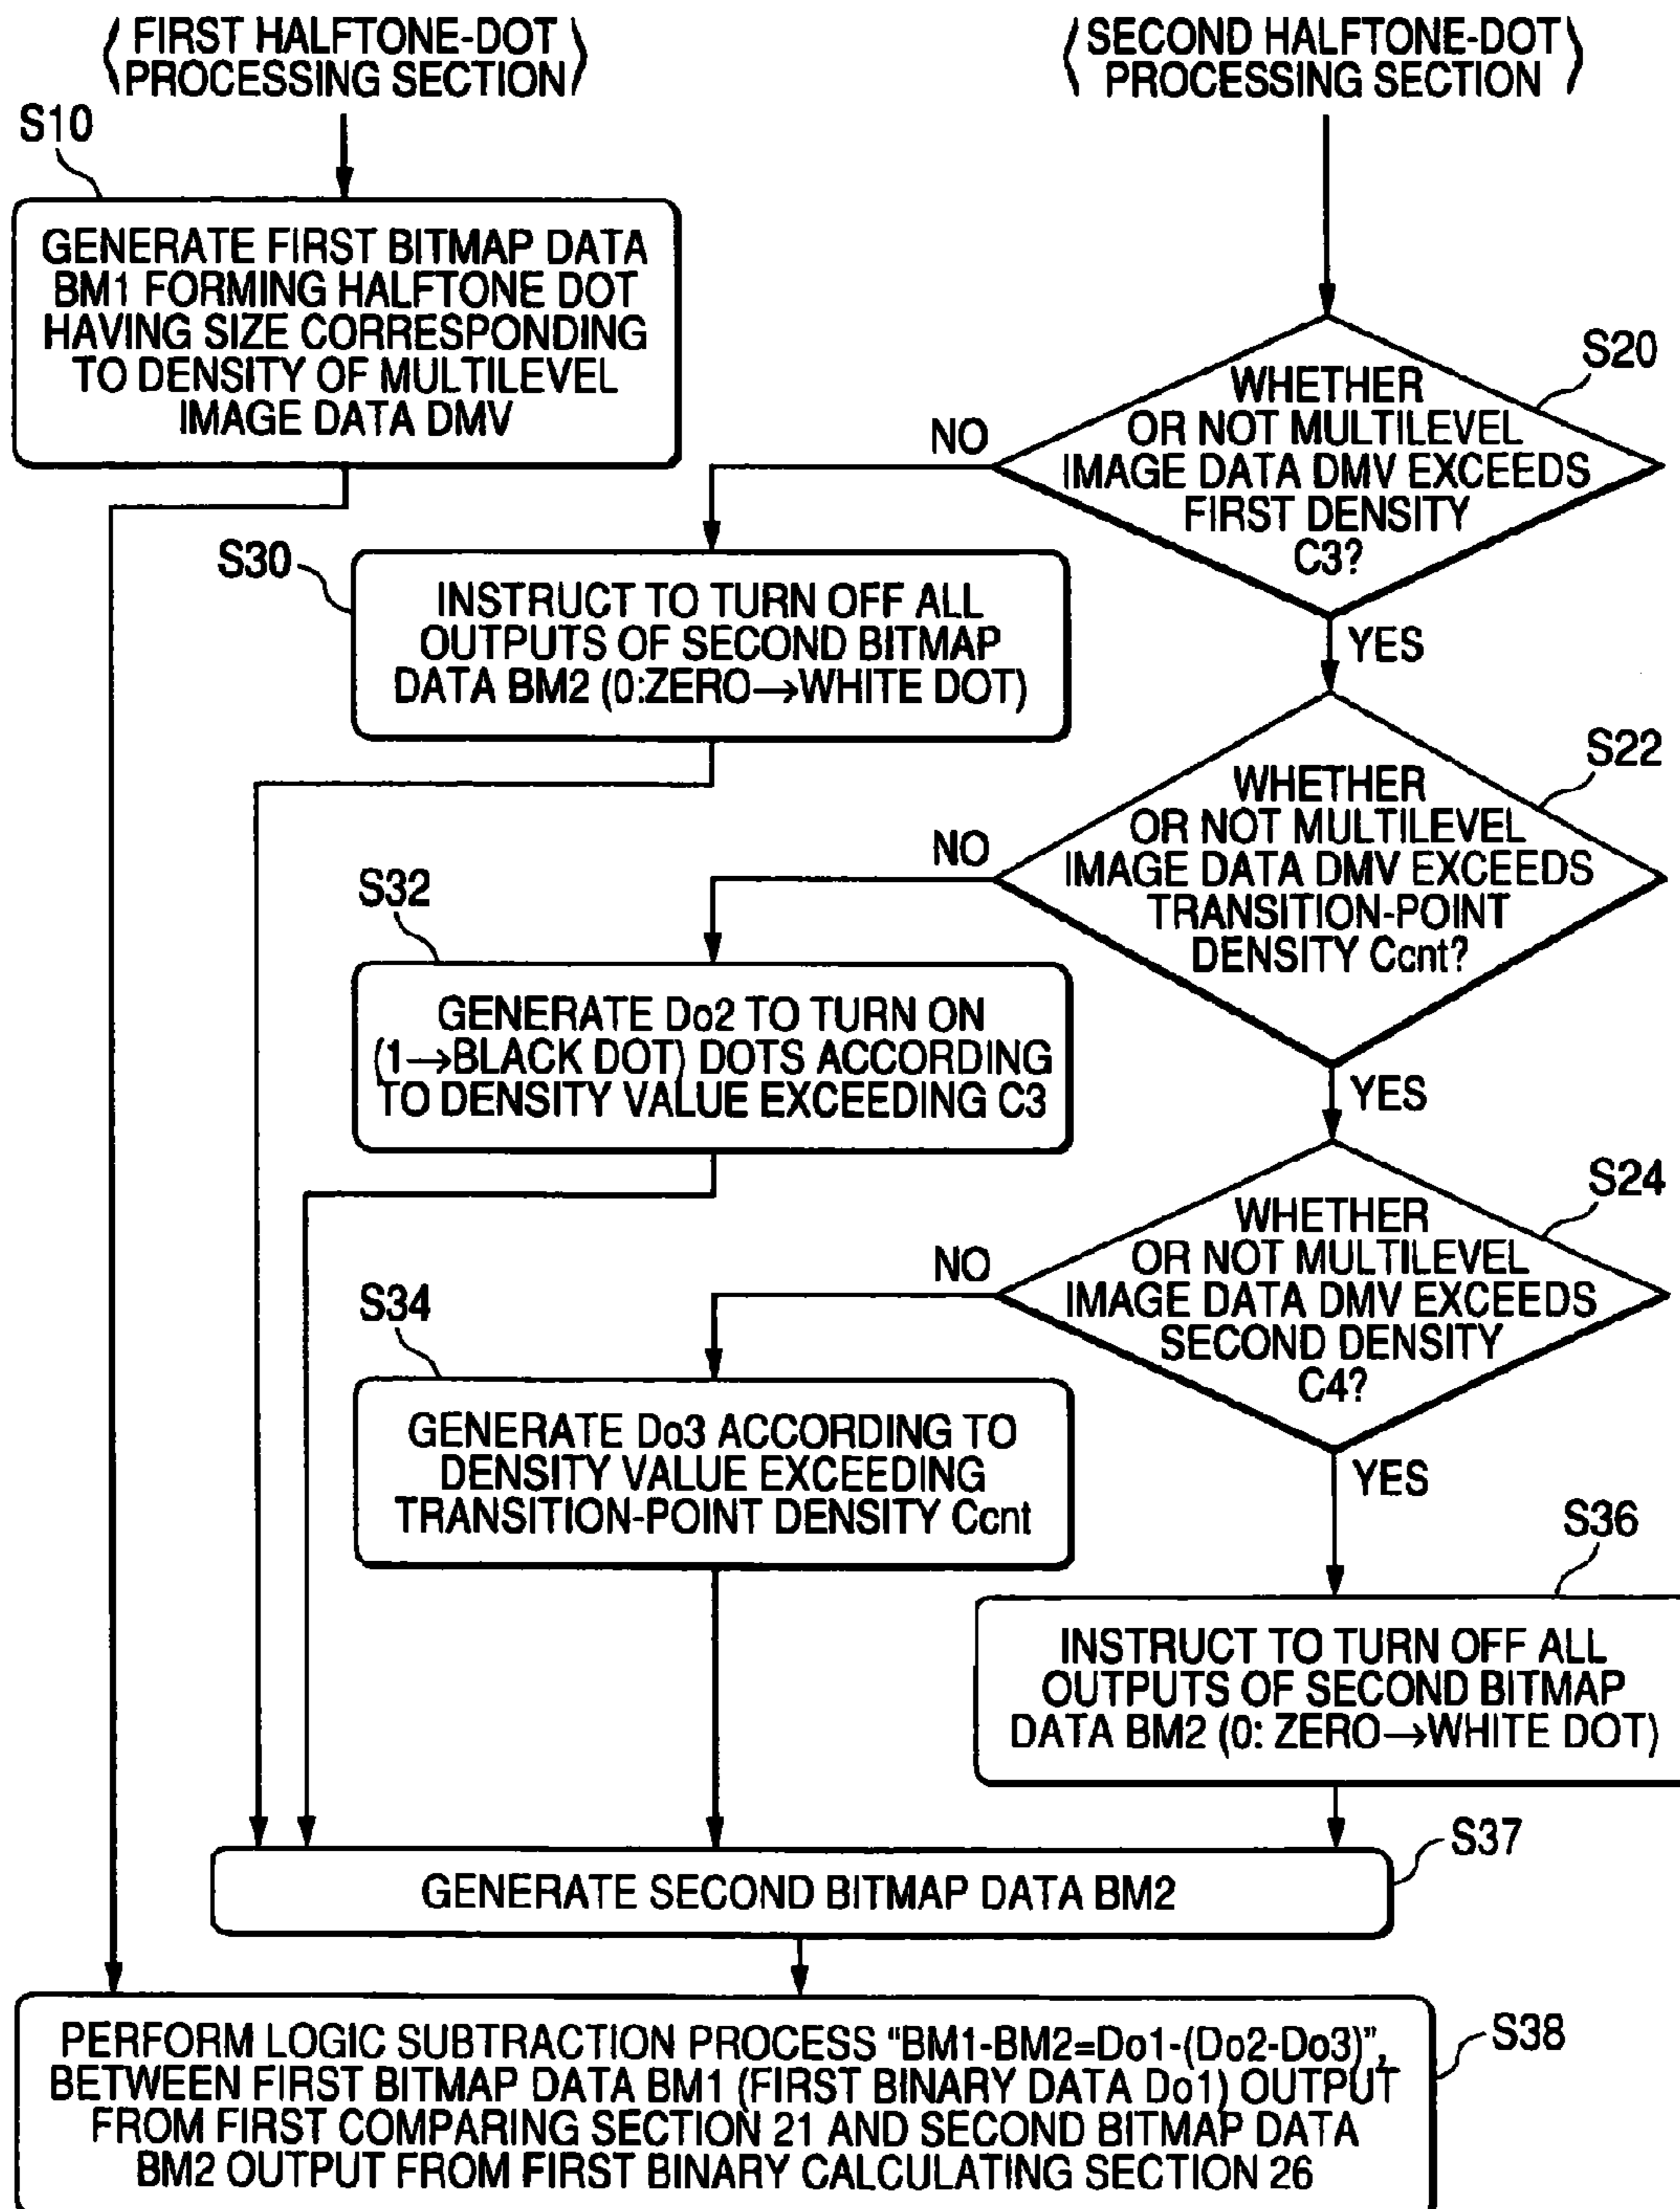 FIRST HALFTONE-DOT
PROCESSING SECTION
SECOND HALFTONE-DOT
PROCESSING SECTION
S10
GENERATE FIRST BITMAP DATA
BM1 FORMING HALFTONE DOT
HAVING SIZE CORRESPONDING
TO DENSITY OF MULTILEVEL
IMAGE DATA DMV
S20
WHETHER
OR NOT MULTILEVEL
IMAGE DATA DMV EXCEEDS
FIRST DENSITY
C3?
NO
YES
S30
INSTRUCT TO TURN OFF ALL
OUTPUTS OF SECOND BITMAP
DATA BM2 (0:ZERO→WHITE DOT)
S22
WHETHER
OR NOT MULTILEVEL
IMAGE DATA DMV EXCEEDS
TRANSITION-POINT
DENSITY Ccnt?
NO
YES
S32
GENERATE Do2 TO TURN ON
(1→BLACK DOT) DOTS ACCORDING
TO DENSITY VALUE EXCEEDING C3
S24
WHETHER
OR NOT MULTILEVEL
IMAGE DATA DMV EXCEEDS
SECOND DENSITY
C4?
NO
YES
S34
GENERATE Do3 ACCORDING TO
DENSITY VALUE EXCEEDING
TRANSITION-POINT DENSITY Ccnt
S36
INSTRUCT TO TURN OFF ALL
OUTPUTS OF SECOND BITMAP
DATA BM2 (0: ZERO→WHITE DOT)
S37
GENERATE SECOND BITMAP DATA BM2
S38
PERFORM LOGIC SUBTRACTION PROCESS “BM1-BM2=Do1-(Do2-Do3)”,
BETWEEN FIRST BITMAP DATA BM1 (FIRST BINARY DATA Do1) OUTPUT
FROM FIRST COMPARING SECTION 21 AND SECOND BITMAP DATA
BM2 OUTPUT FROM FIRST BINARY CALCULATING SECTION 26